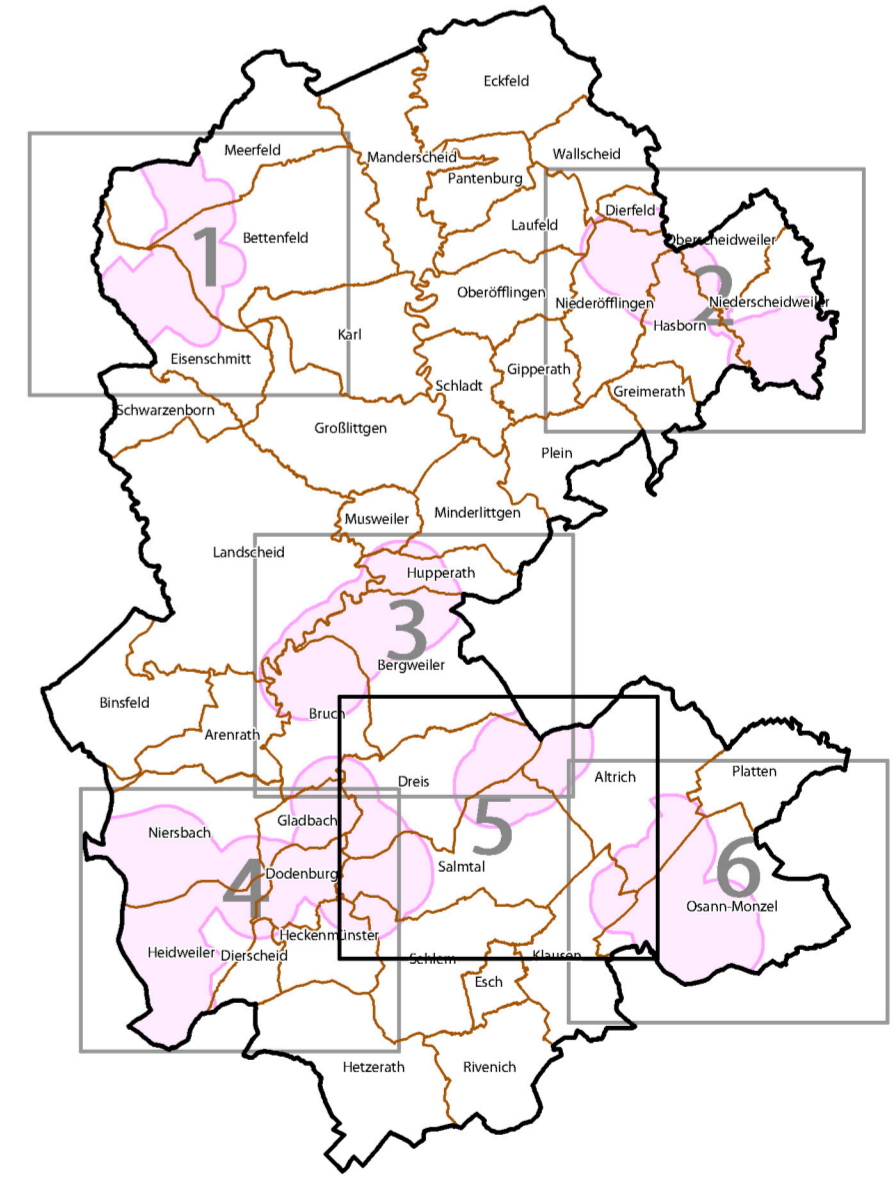 Eckfeld
Meerfeld
Manderscheid
Wallscheid
Pantenburg
Dierfeld
Laufeld
Bettenfeld
Oberscheidweiler
1
2
Oberöfflingen
Niederöfflingen
Niederscheidweiler
Hasborn
Karl
Eisenschmitt
Gipperath
Schladt
Greimerath
Schwarzenborn
Großlittgen
Plein
Musweiler
Minderlittgen
Landscheid
Hupperath
3
Bergweiler
Binsfeld
Bruch
Arenrath
Dreis
Altrich
Platten
Gladbach
5
Niersbach
Salmtal
6
Dodenburg
4
Osann-Monzel
Heckenmünster
Heidweiler
Dierscheid
Sehlem
Klausen
Esch
Hetzerath
Rivenich